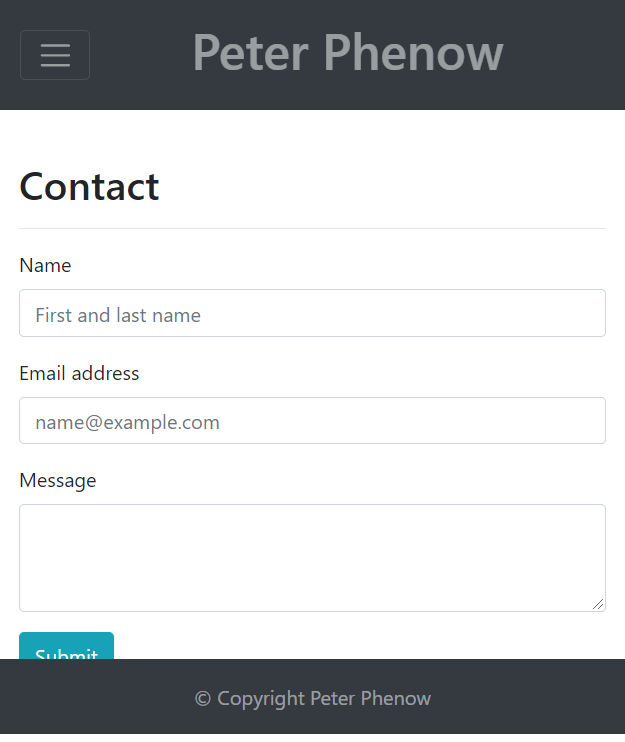 Peter Phenow
Contact
Name
First and last name
Email address
name@example.com
Message
Submit
© Copyright Peter Phenow